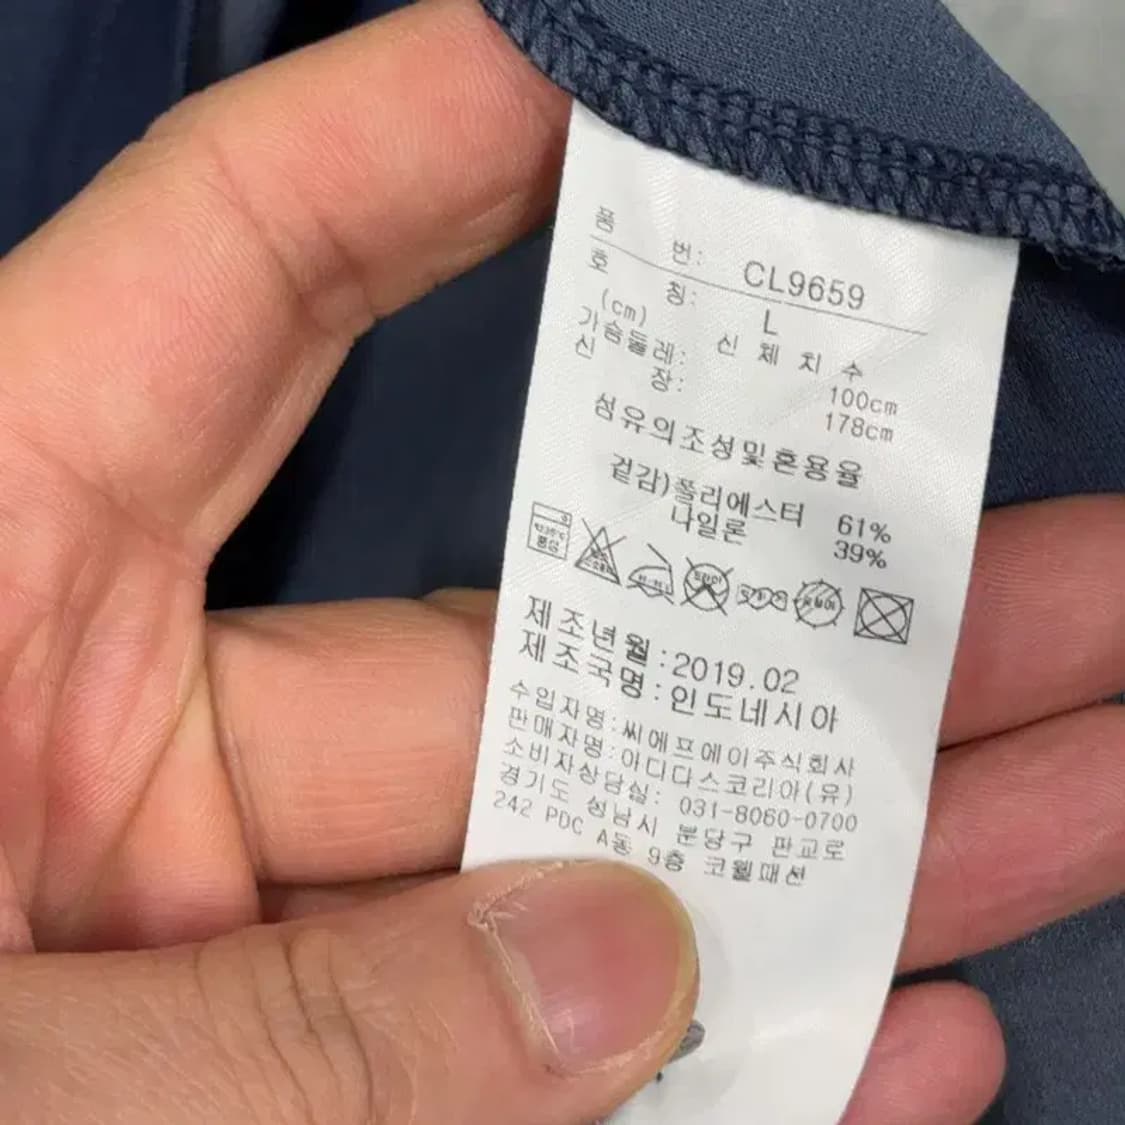 품 번: CL9659
호 칭: L
(cm) 신 체 치 수
가슴둘레: 100cm
신 장: 178cm
섬유의조성및혼용율
겉감)폴리에스터 61%
나일론 39%
제조년월:2019.02
제조국명:인도네시아
수입자명:씨에프에이주식회사
판매자명:아디다스코리아(유)
소비자상담실: 031-8060-0700
경기도 성남시 분당구 판교로
242 PDC A동 9층 코웰패션